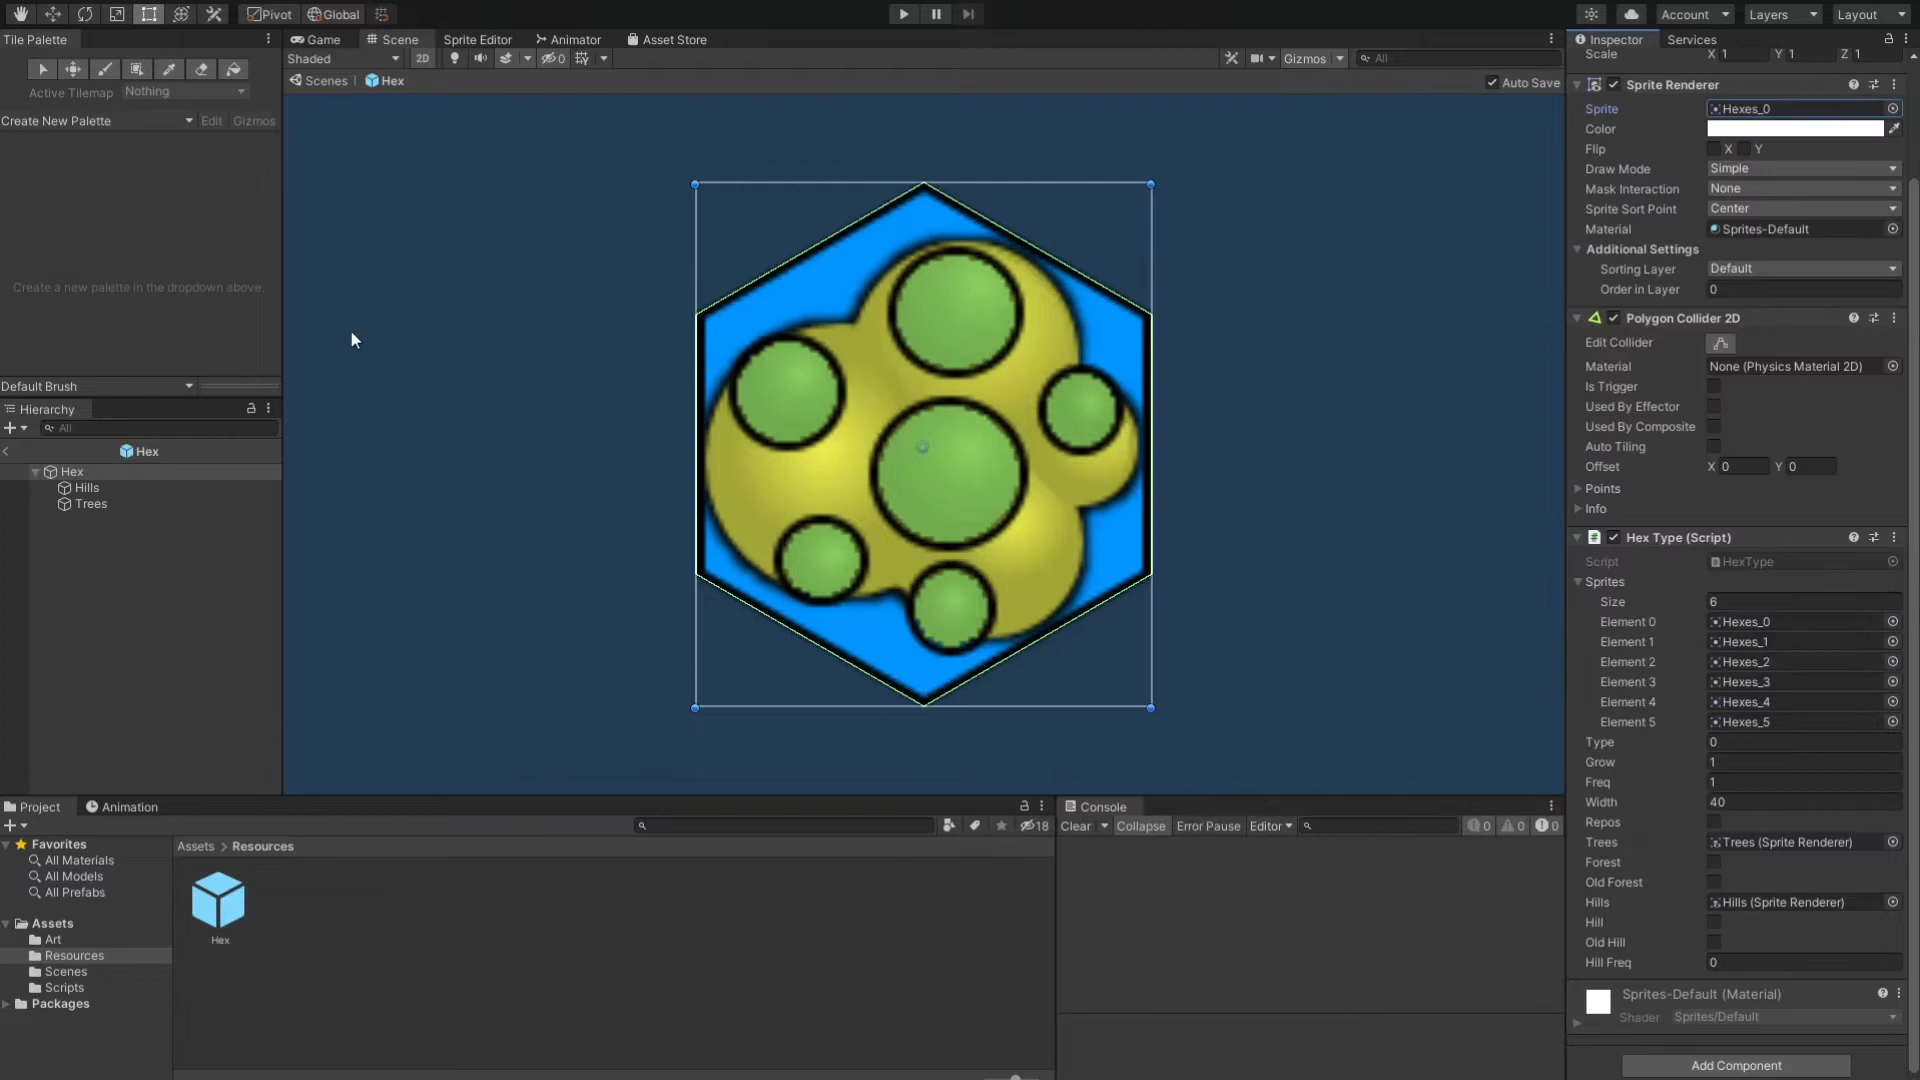 Pivot Global Account Layers Layout
Tile Palette
Active Tilemap Nothing
Create New Palette Edit Gizmos
Create a new palette in the dropdown above.
Default Brush
Hierarchy
All
Hex
Hex
Hills
Trees
Game Scene Sprite Editor Animator Asset Store
Shaded 2D 0 Gizmos All
Scenes Hex Auto Save
Project Animation
18
Favorites
All Materials
All Models
All Prefabs
Assets
Art
Resources
Scenes
Scripts
Packages
Assets > Resources
Hex
Console
Clear Collapse Error Pause Editor 0 0 0
Inspector Services
Scale X 1 Y 1 Z 1
Sprite Renderer
Sprite Hexes_0
Color
Flip X Y
Draw Mode Simple
Mask Interaction None
Sprite Sort Point Center
Material Sprites-Default
Additional Settings
Sorting Layer Default
Order in Layer 0
Polygon Collider 2D
Edit Collider
Material None (Physics Material 2D)
Is Trigger
Used By Effector
Used By Composite
Auto Tiling
Offset X 0 Y 0
Points
Info
Hex Type (Script)
Script HexType
Sprites
Size 6
Element 0 Hexes_0
Element 1 Hexes_1
Element 2 Hexes_2
Element 3 Hexes_3
Element 4 Hexes_4
Element 5 Hexes_5
Type 0
Grow 1
Freq 1
Width 40
Repos
Trees Trees (Sprite Renderer)
Forest
Old Forest
Hills Hills (Sprite Renderer)
Hill
Old Hill
Hill Freq 0
Sprites-Default (Material)
Shader Sprites/Default
Add Component